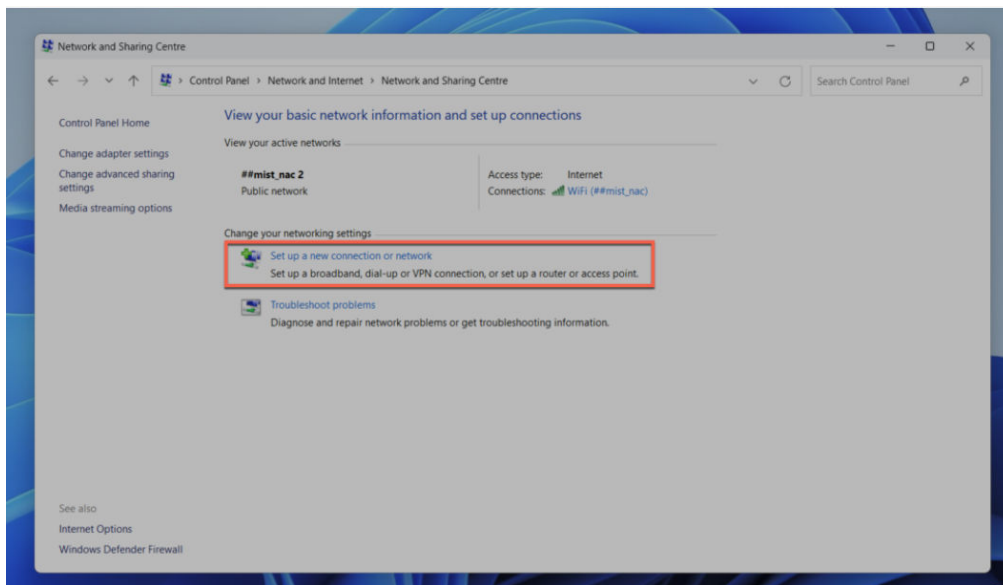 Network and Sharing Centre
Control Panel > Network and Internet > Network and Sharing Centre
Search Control Panel
Control Panel Home
Change adapter settings
Change advanced sharing
settings
Media streaming options
View your basic network information and set up connections
View your active networks
##mist_nac 2
Public network
Access type: Internet
Connections: WiFi (##mist_nac)
Change your networking settings
Set up a new connection or network
Set up a broadband, dial-up or VPN connection, or set up a router or access point.
Troubleshoot problems
Diagnose and repair network problems or get troubleshooting information.
See also
Internet Options
Windows Defender Firewall